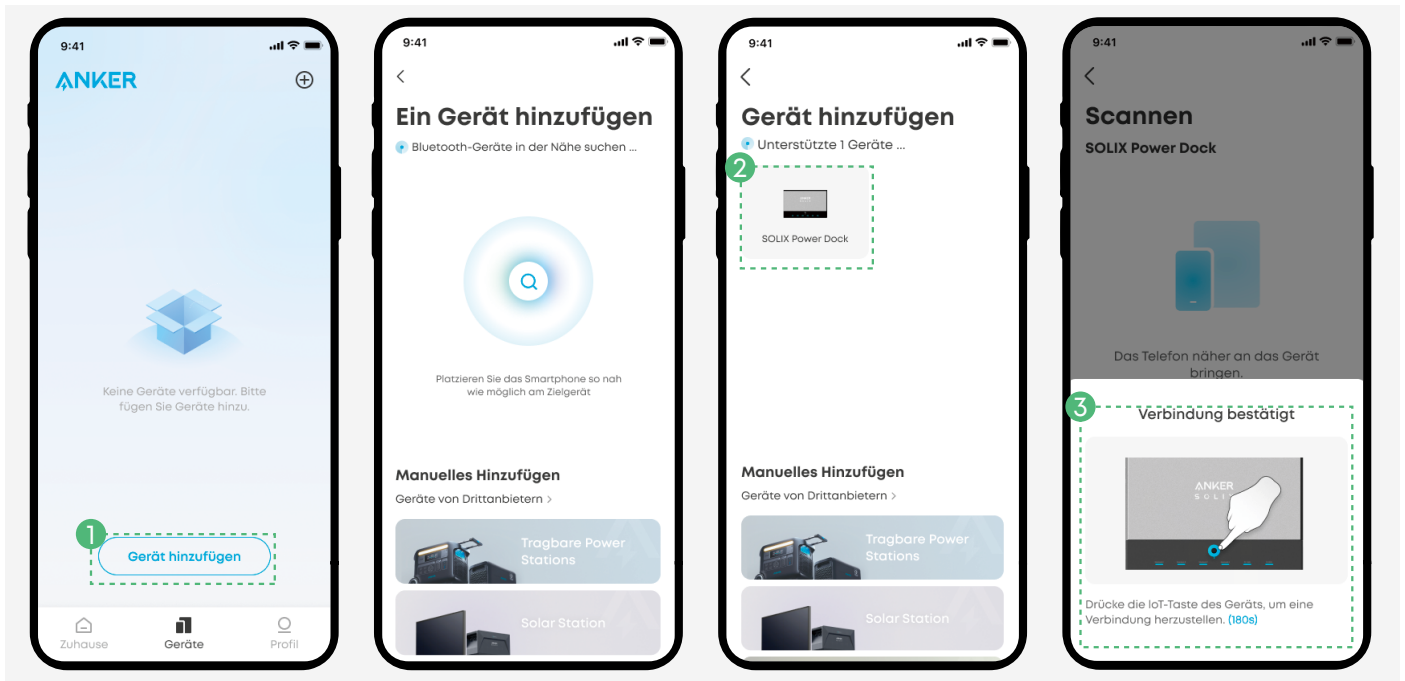 9:41
ANKER
Keine Geräte verfügbar. Bitte
fügen Sie Geräte hinzu.
1
Gerät hinzufügen
Zuhause
Geräte
Profil
9:41
Ein Gerät hinzufügen
Bluetooth-Geräte in der Nähe suchen ...
Platzieren Sie das Smartphone so nah
wie möglich am Zielgerät
Manuelles Hinzufügen
Geräte von Drittanbietern >
Tragbare Power
Stations
Solar Station
9:41
Gerät hinzufügen
Unterstützte 1 Geräte ...
2
SOLIX Power Dock
Manuelles Hinzufügen
Geräte von Drittanbietern >
Tragbare Power
Stations
Solar Station
9:41
Scannen
SOLIX Power Dock
Das Telefon näher an das Gerät
bringen.
3
Verbindung bestätigt
ANKER
SOLIX
Drücke die IoT-Taste des Geräts, um eine
Verbindung herzustellen. (180s)